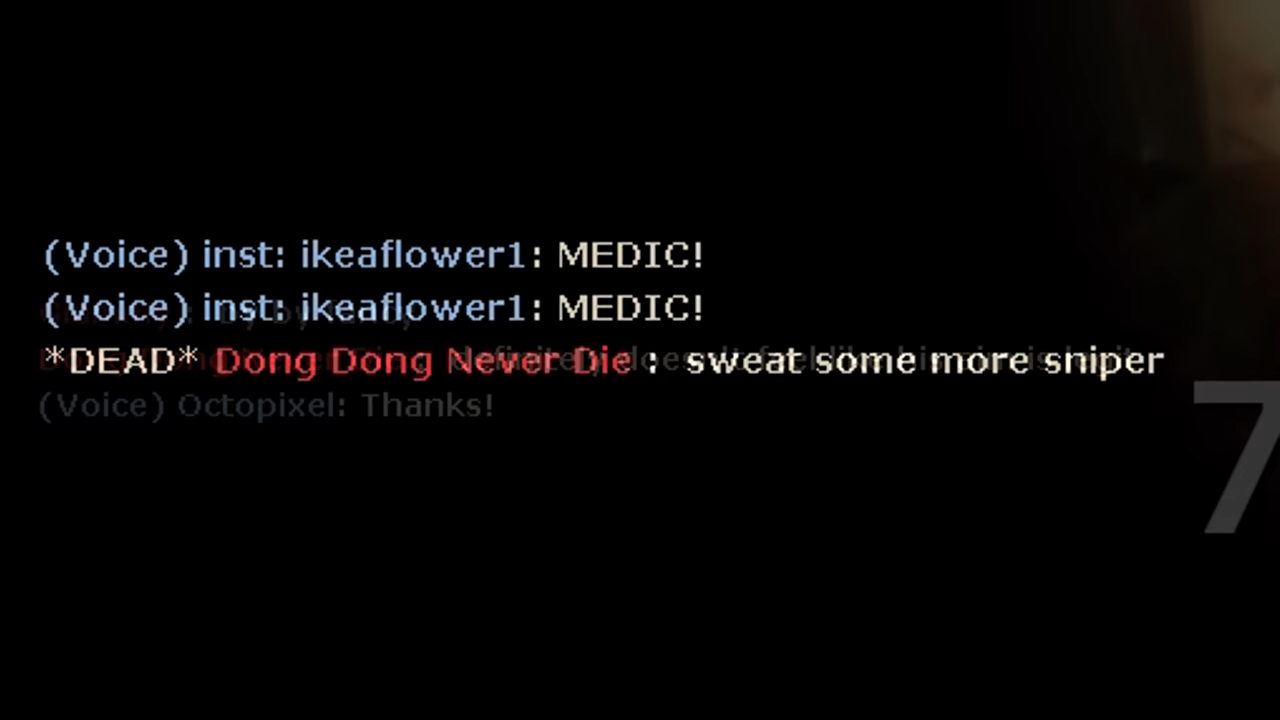 (Voice) inst: ikeaflower1: MEDIC!
(Voice) inst: ikeaflower1: MEDIC!
*DEAD* Dong Dong Never Die :  sweat some more sniper
(Voice) Octopixel: Thanks!
7